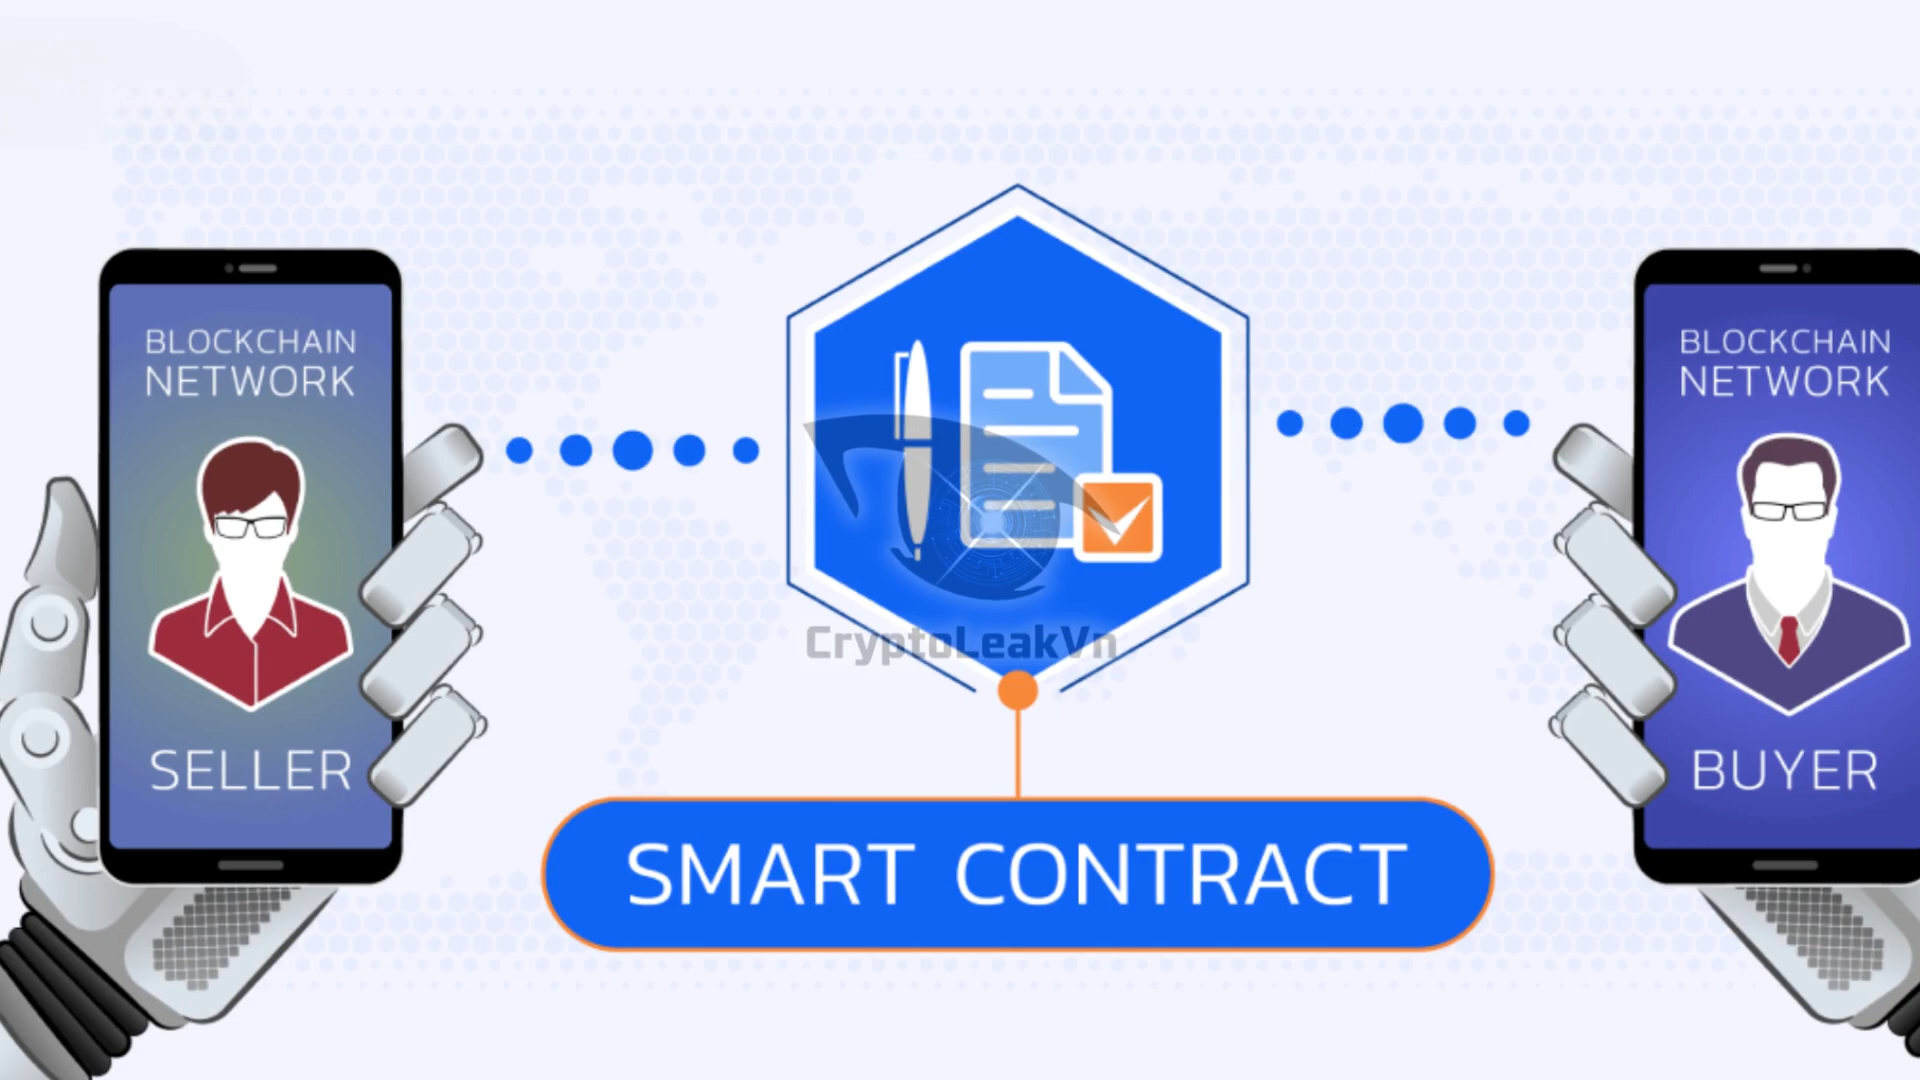 BLOCKCHAIN
NETWORK
SELLER
CryptoLeakVn
SMART CONTRACT
BLOCKCHAIN
NETWORK
BUYER